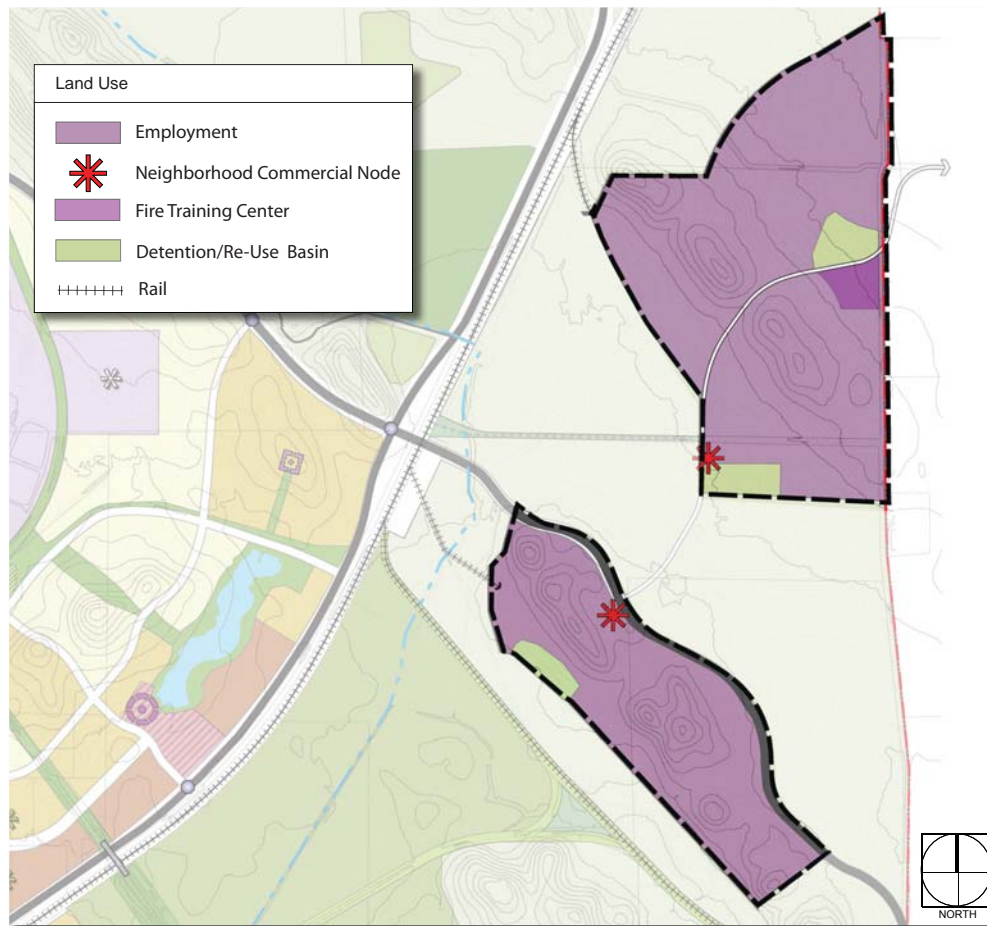 Land Use
Employment
Neighborhood Commercial Node
Fire Training Center
Detention/Re-Use Basin
Rail
NORTH